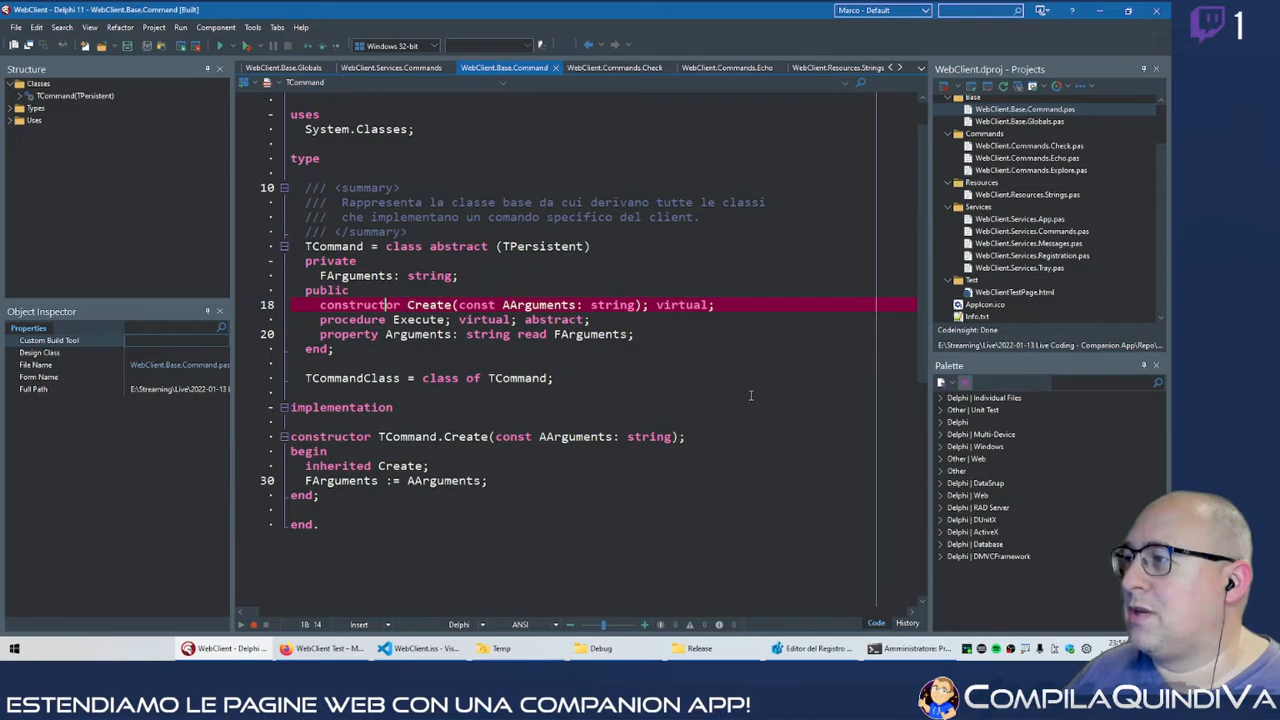 WebClient - Delphi 11 - WebClient.Base.Command [Built]
Marco - Default
1
File Edit Search View Refactor Project Run Component Tools Tabs Help
Windows 32-bit
Structure
Classes
TCommand(TPersistent)
Types
Uses
Object Inspector
Properties
Custom Build Tool
Design Class
File Name WebClient.Base.Command.pas
Form Name
Full Path E:\Streaming\Live\2022-01-13
WebClient.Base.Globals WebClient.Services.Commands WebClient.Base.Command WebClient.Commands.Check WebClient.Commands.Echo WebClient.Resources.Strings
TCommand
uses
System.Classes;
type
10 /// <summary>
/// Rappresenta la classe base da cui derivano tutte le classi
/// che implementano un comando specifico del client.
/// </summary>
TCommand = class abstract (TPersistent)
private
FArguments: string;
public
18 constructor Create(const AArguments: string); virtual;
procedure Execute; virtual; abstract;
20 property Arguments: string read FArguments;
end;
TCommandClass = class of TCommand;
implementation
constructor TCommand.Create(const AArguments: string);
begin
inherited Create;
30 FArguments := AArguments;
end;
end.
18: 14 Insert Delphi ANSI 0 0 0 Code History
WebClient.dproj - Projects
Base
WebClient.Base.Command.pas
WebClient.Base.Globals.pas
Commands
WebClient.Commands.Check.pas
WebClient.Commands.Echo.pas
WebClient.Commands.Explore.pas
Resources
WebClient.Resources.Strings.pas
Services
WebClient.Services.App.pas
WebClient.Services.Commands.pas
WebClient.Services.Messages.pas
WebClient.Services.Registration.pas
WebClient.Services.Tray.pas
Test
WebClientTestPage.html
AppIcon.ico
Info.txt
CodeInsight: Done
E:\Streaming\Live\2022-01-13 Live Coding - Companion App\Repo\
Palette
Delphi | Individual Files
Other | Unit Test
Delphi
Delphi | Multi-Device
Delphi | Windows
Other | Web
Other
Delphi | DataSnap
Delphi | Web
Delphi | RAD Server
Delphi | DUnitX
Delphi | ActiveX
Delphi | Database
Delphi | DMVCFramework
WebClient - Delphi ... WebClient Test – M... WebClient.iss - Vis... Temp Debug Release Editor del Registro ... Amministratore: Pr...
ESTENDIAMO LE PAGINE WEB CON UNA COMPANION APP!
COMPILAQUINDIVA